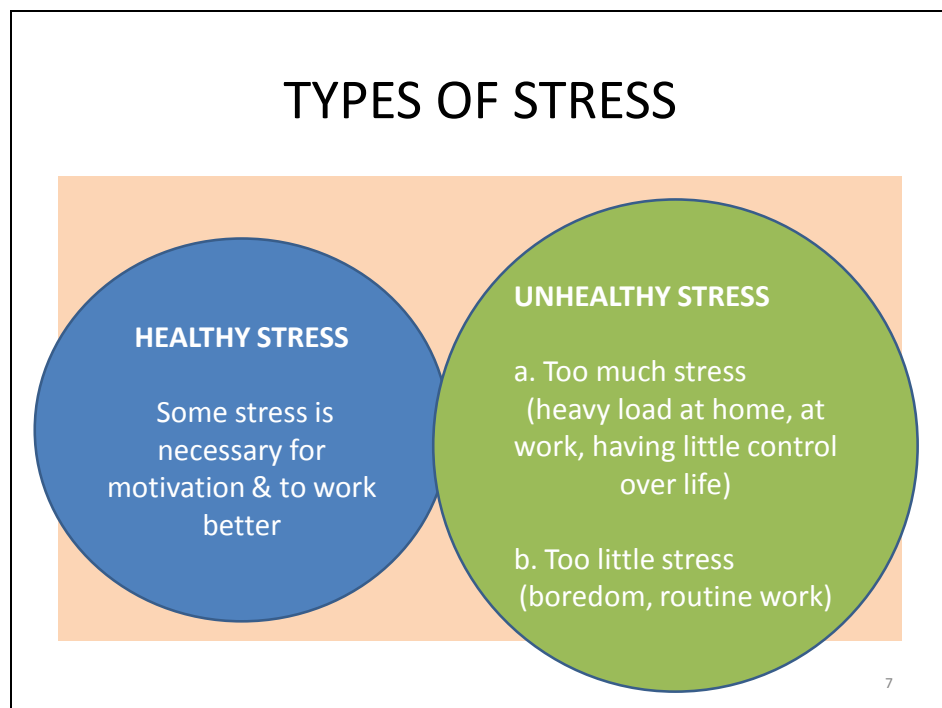 TYPES OF STRESS
HEALTHY STRESS
Some stress is
necessary for
motivation & to work
better
UNHEALTHY STRESS
a. Too much stress
(heavy load at home, at
work, having little control
over life)
b. Too little stress
(boredom, routine work)
7